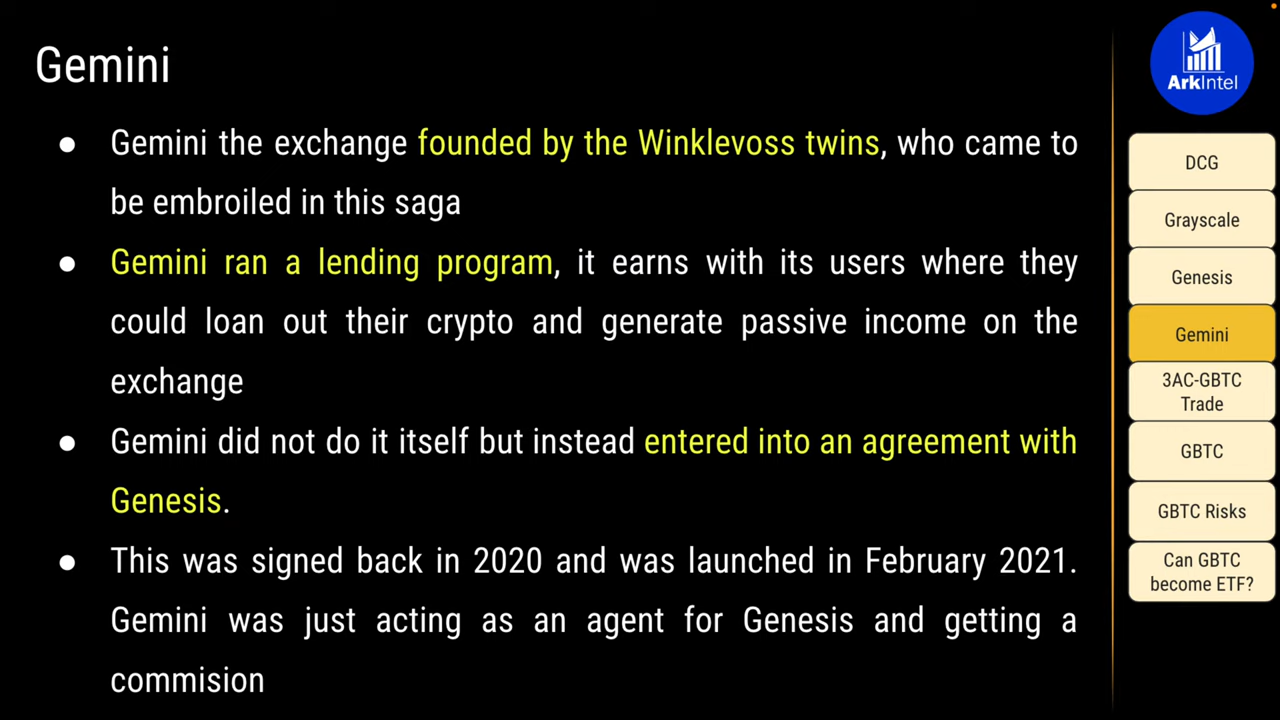 Gemini
● Gemini the exchange founded by the Winklevoss twins, who came to
be embroiled in this saga
● Gemini ran a lending program, it earns with its users where they
could loan out their crypto and generate passive income on the
exchange
● Gemini did not do it itself but instead entered into an agreement with
Genesis.
● This was signed back in 2020 and was launched in February 2021.
Gemini was just acting as an agent for Genesis and getting a
commision
ArkIntel
DCG
Grayscale
Genesis
Gemini
3AC-GBTC
Trade
GBTC
GBTC Risks
Can GBTC
become ETF?